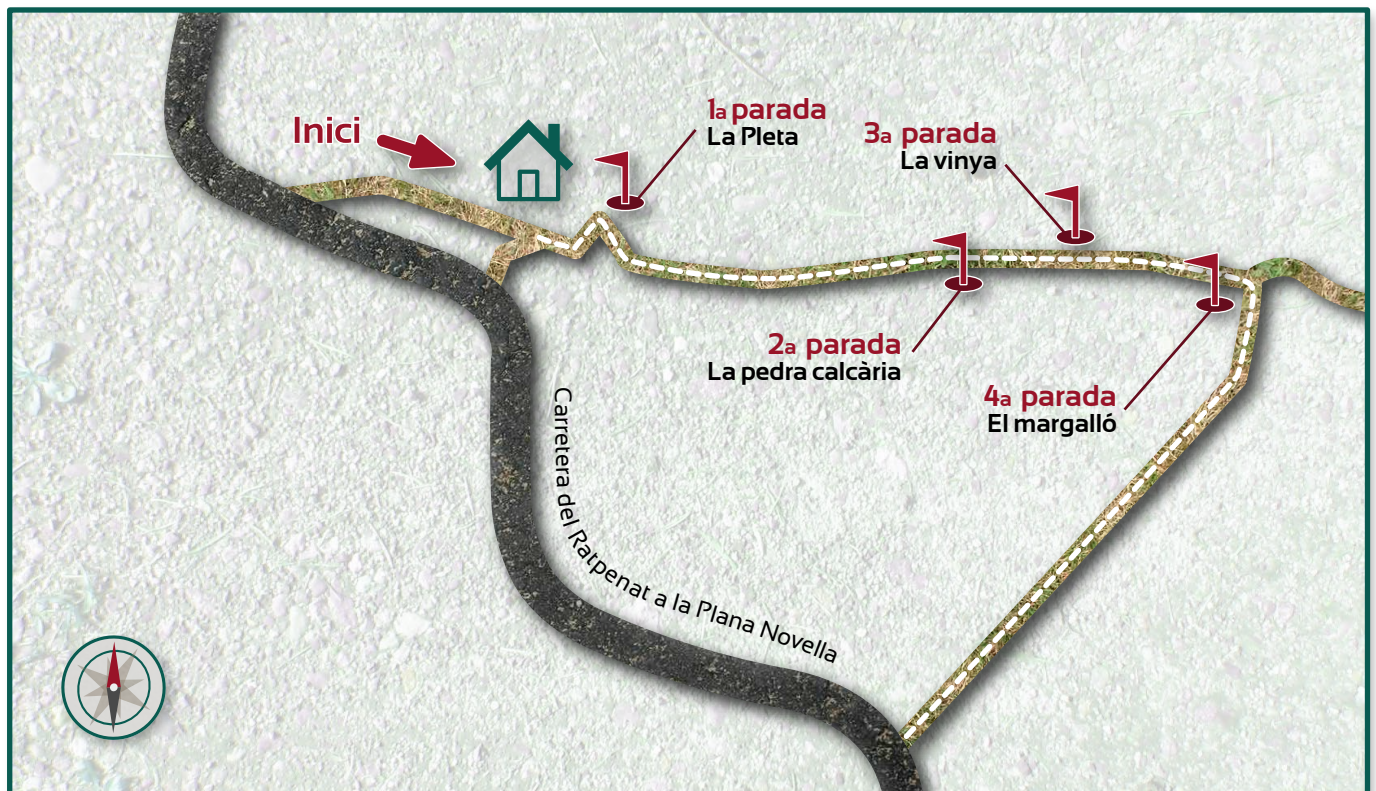 Inici
1a parada
La Pleta
3a parada
La vinya
2a parada
La pedra calcària
4a parada
El margalló
Carretera del Ratpenat a la Plana Novella